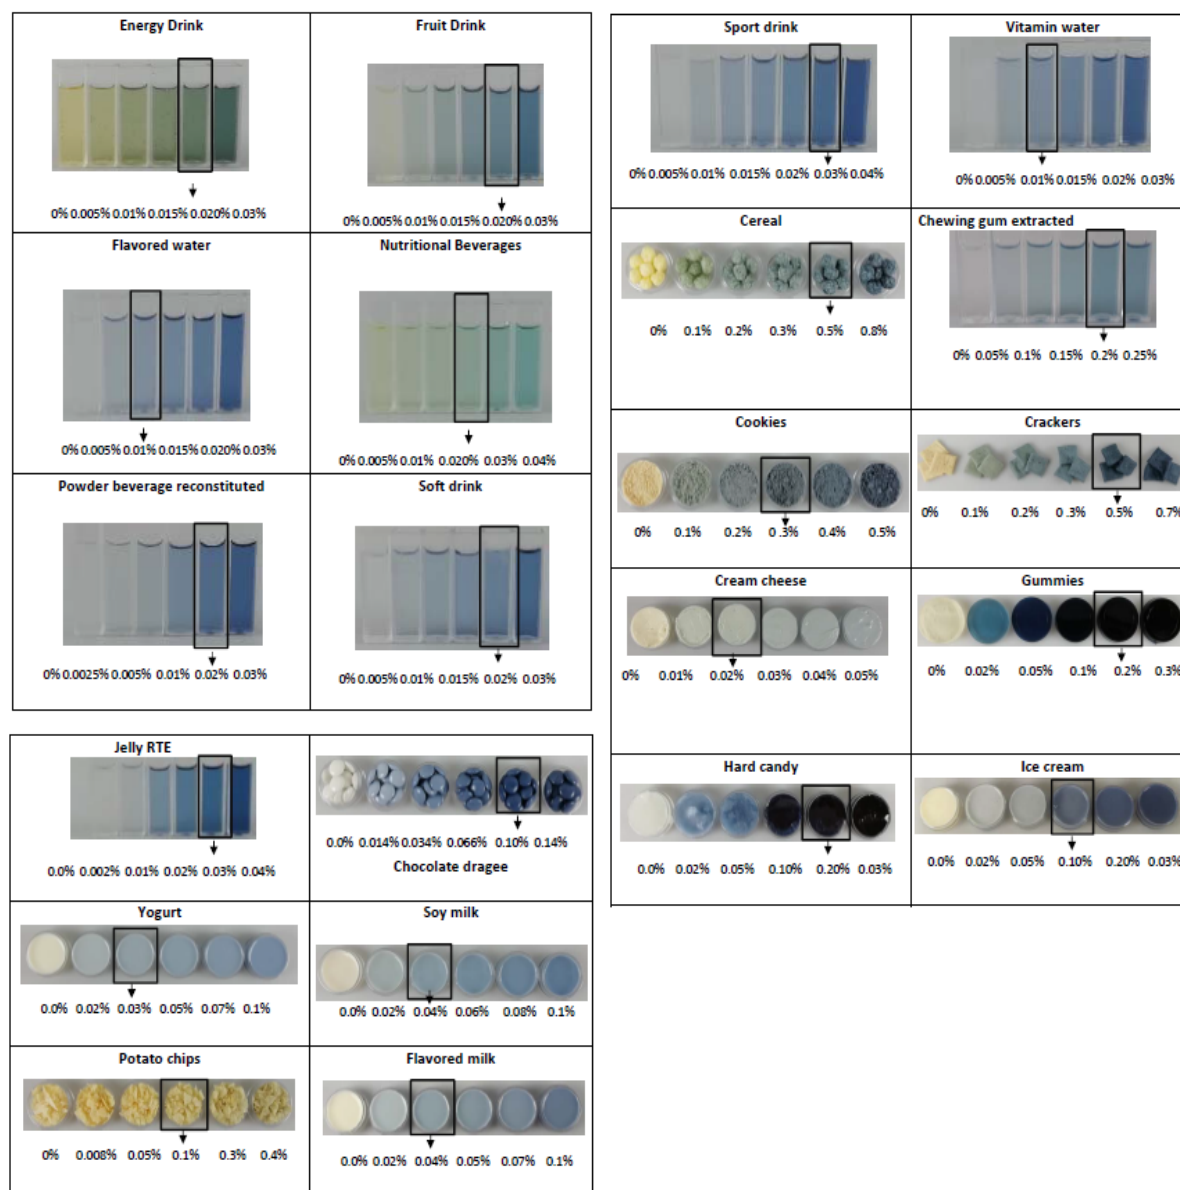 Energy Drink
0% 0.005% 0.01% 0.015% 0.020% 0.03%
Fruit Drink
0% 0.005% 0.01% 0.015% 0.020% 0.03%
Flavored water
0% 0.005% 0.01% 0.015% 0.020% 0.03%
Nutritional Beverages
0% 0.005% 0.01% 0.020% 0.03% 0.04%
Powder beverage reconstituted
0% 0.0025% 0.005% 0.01% 0.02% 0.03%
Soft drink
0% 0.005% 0.01% 0.015% 0.02% 0.03%
Jelly RTE
0.0% 0.002% 0.01% 0.02% 0.03% 0.04%
0.0% 0.014% 0.034% 0.066% 0.10% 0.14%
Chocolate dragee
Yogurt
0.0% 0.02% 0.03% 0.05% 0.07% 0.1%
Soy milk
0.0% 0.02% 0.04% 0.06% 0.08% 0.1%
Potato chips
0% 0.008% 0.05% 0.1% 0.3% 0.4%
Flavored milk
0.0% 0.02% 0.04% 0.05% 0.07% 0.1%
Sport drink
0% 0.005% 0.01% 0.015% 0.02% 0.03% 0.04%
Vitamin water
0% 0.005% 0.01% 0.015% 0.02% 0.03%
Cereal
0% 0.1% 0.2% 0.3% 0.5% 0.8%
Chewing gum extracted
0% 0.05% 0.1% 0.15% 0.2% 0.25%
Cookies
0% 0.1% 0.2% 0.3% 0.4% 0.5%
Crackers
0% 0.1% 0.2% 0.3% 0.5% 0.7%
Cream cheese
0% 0.01% 0.02% 0.03% 0.04% 0.05%
Gummies
0% 0.02% 0.05% 0.1% 0.2% 0.3%
Hard candy
0.0% 0.02% 0.05% 0.10% 0.20% 0.03%
Ice cream
0.0% 0.02% 0.05% 0.10% 0.20% 0.03%